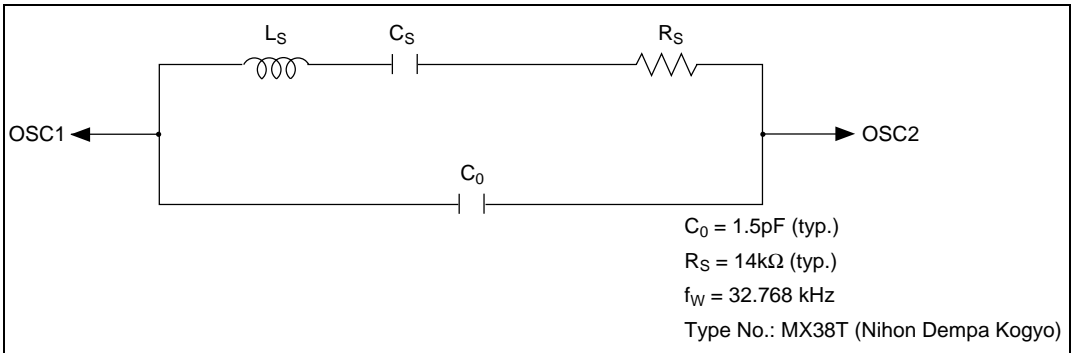 L_S C_S R_S
OSC1 OSC2
C_0
C_0 = 1.5pF (typ.)
R_S = 14kΩ (typ.)
f_W = 32.768 kHz
Type No.: MX38T (Nihon Dempa Kogyo)